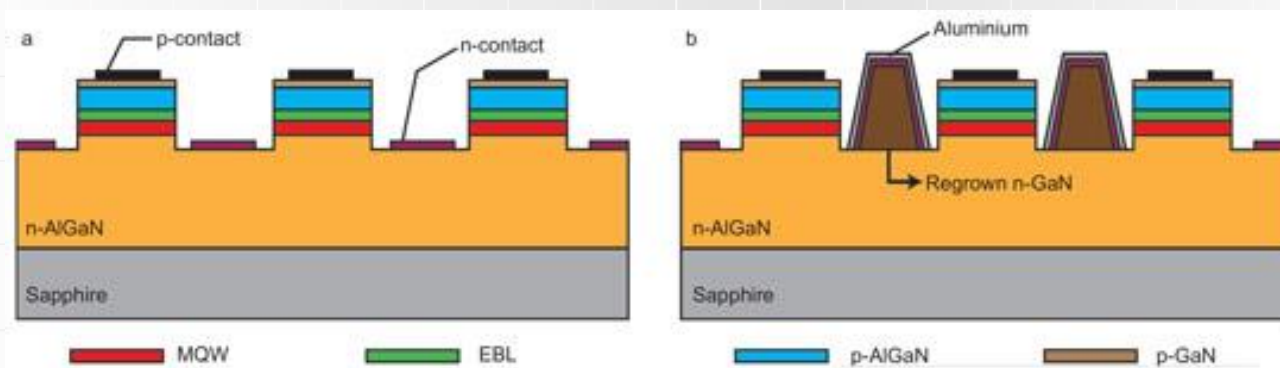 a
p-contact
n-contact
n-AlGaN
Sapphire
b
Aluminium
Regrown n-GaN
n-AlGaN
Sapphire
MQW
EBL
p-AlGaN
p-GaN